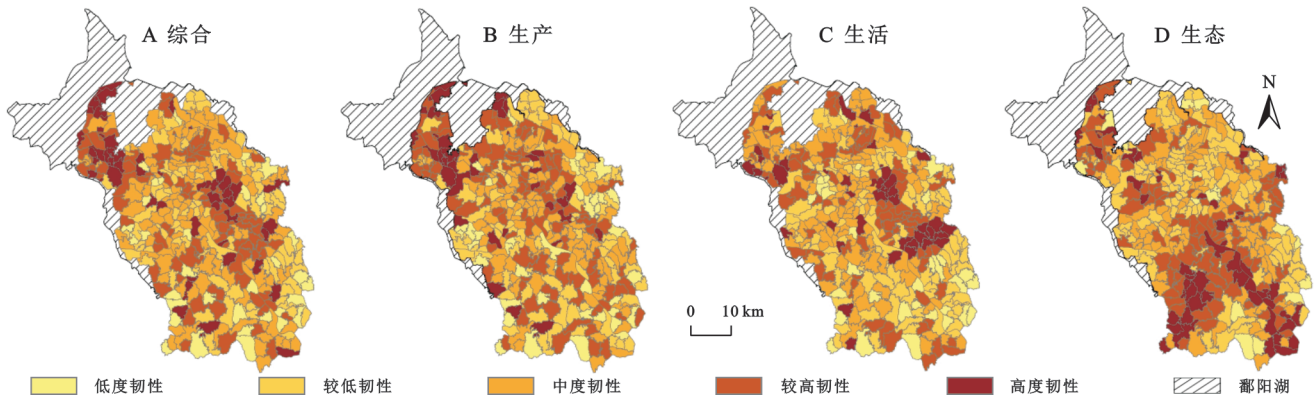 A 综合
B 生产
C 生活
D 生态
N
0 10 km
低度韧性
较低韧性
中度韧性
较高韧性
高度韧性
鄱阳湖